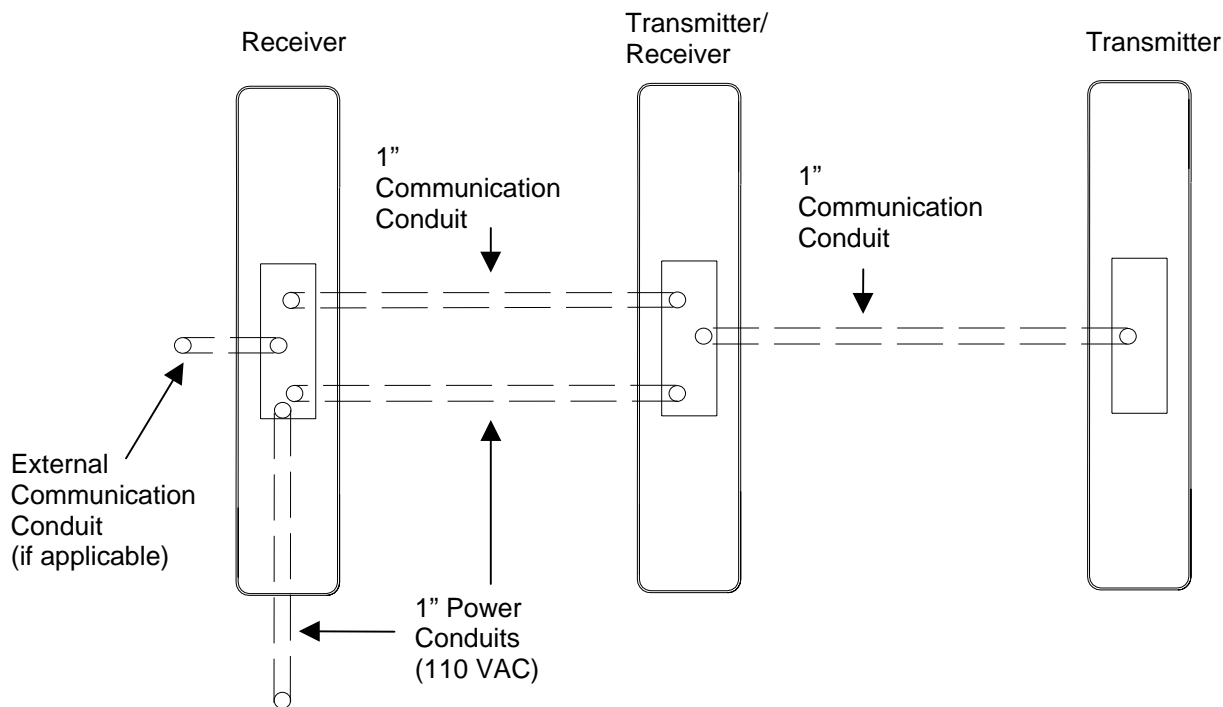 Receiver
Transmitter/
Receiver
Transmitter
1”
Communication
Conduit
1”
Communication
Conduit
External
Communication
Conduit
(if applicable)
1” Power
Conduits
(110 VAC)